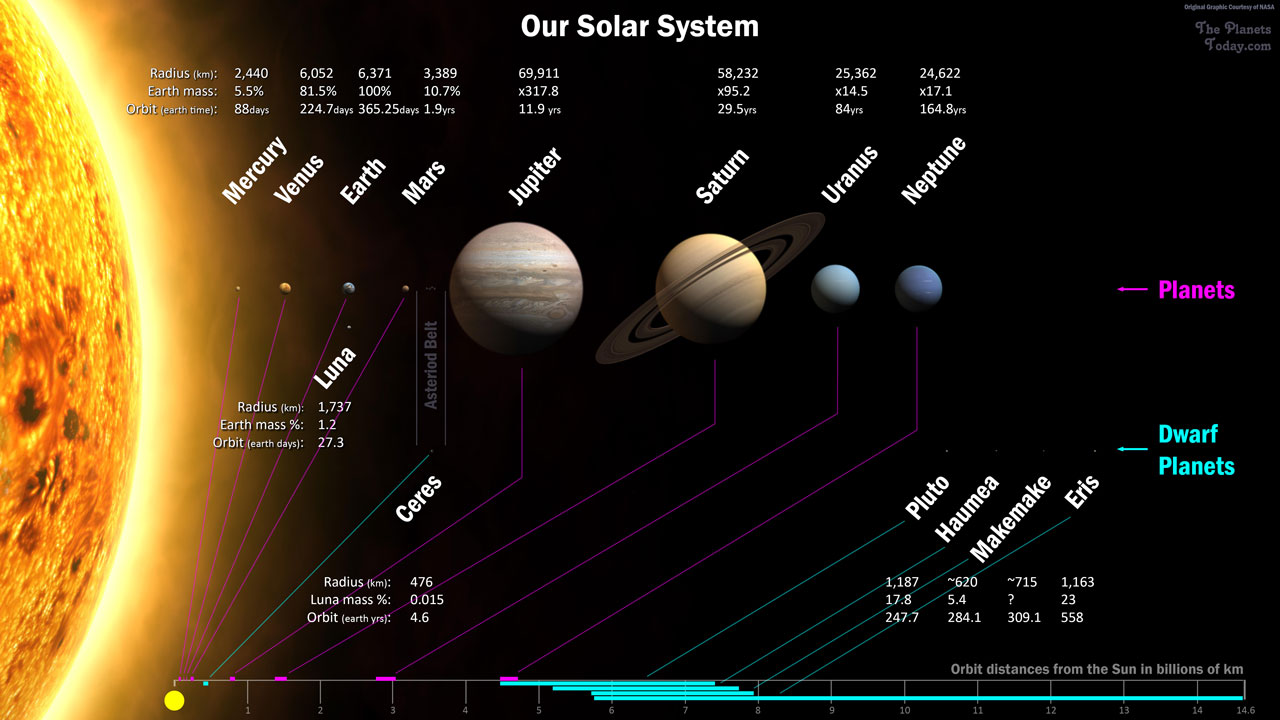 Original Graphic Courtesy of NASA
Our Solar System
The Planets
Today.com
Radius (km): 2,440 6,052 6,371 3,389 69,911 58,232 25,362 24,622
Earth mass: 5.5% 81.5% 100% 10.7% x317.8 x95.2 x14.5 x17.1
Orbit (earth time): 88days 224.7days 365.25days 1.9yrs 11.9 yrs 29.5yrs 84yrs 164.8yrs
Mercury Venus Earth Mars Jupiter Saturn Uranus Neptune
Planets
Asteriod Belt
Luna
Radius (km): 1,737
Earth mass %: 1.2
Orbit (earth days): 27.3
Dwarf
Planets
Ceres
Pluto Haumea Makemake Eris
Radius (km): 476 1,187 ~620 ~715 1,163
Luna mass %: 0.015 17.8 5.4 ? 23
Orbit (earth yrs): 4.6 247.7 284.1 309.1 558
Orbit distances from the Sun in billions of km
1 2 3 4 5 6 7 8 9 10 11 12 13 14 14.6